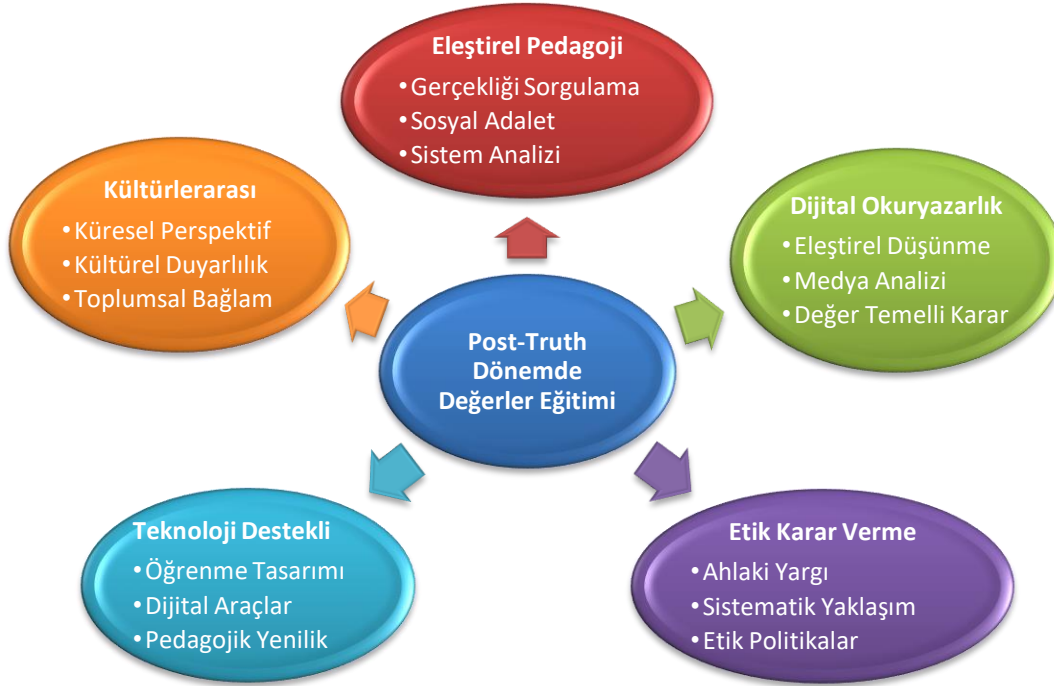 Eleştirel Pedagoji
• Gerçekliği Sorgulama
• Sosyal Adalet
• Sistem Analizi
Kültürlerarası
• Küresel Perspektif
• Kültürel Duyarlılık
• Toplumsal Bağlam
Dijital Okuryazarlık
• Eleştirel Düşünme
• Medya Analizi
• Değer Temelli Karar
Post-Truth
Dönemde
Değerler Eğitimi
Teknoloji Destekli
• Öğrenme Tasarımı
• Dijital Araçlar
• Pedagojik Yenilik
Etik Karar Verme
• Ahlaki Yargı
• Sistematik Yaklaşım
• Etik Politikalar